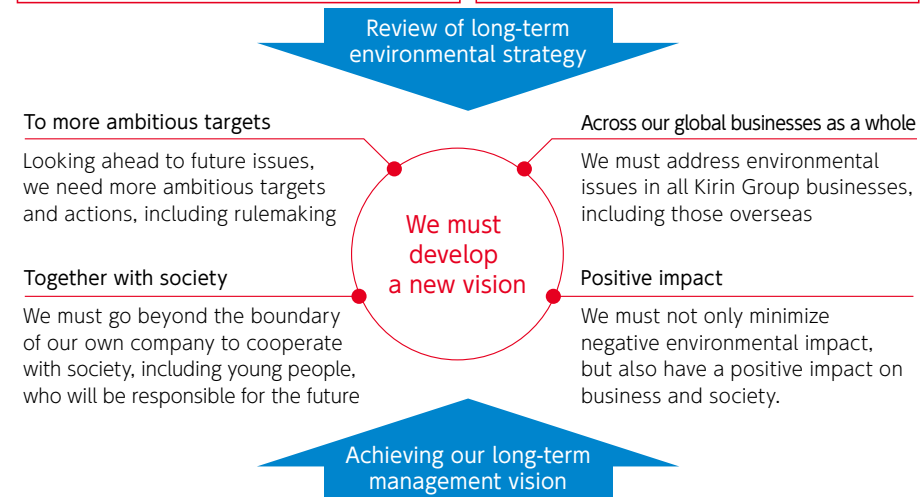 Review of long-term
environmental strategy
To more ambitious targets
Looking ahead to future issues,
we need more ambitious targets
and actions, including rulemaking
Across our global businesses as a whole
We must address environmental
issues in all Kirin Group businesses,
including those overseas
We must
develop
a new vision
Together with society
We must go beyond the boundary
of our own company to cooperate
with society, including young people,
who will be responsible for the future
Positive impact
We must not only minimize
negative environmental impact,
but also have a positive impact on
business and society.
Achieving our long-term
management vision